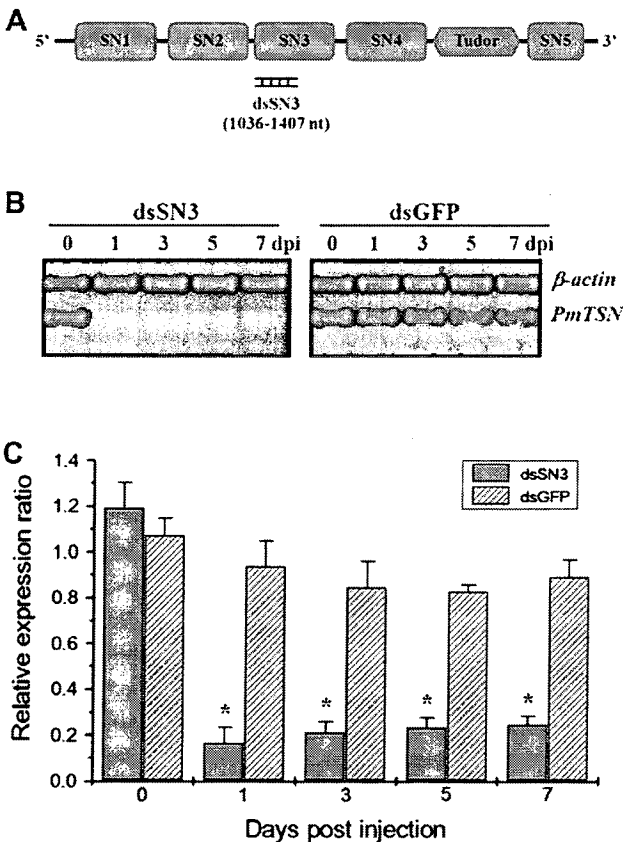 A
5' SN1 SN2 SN3 SN4 Tudor SN5 3'
dsSN3
(1036-1407 nt)
B
dsSN3 dsGFP
0 1 3 5 7 dpi 0 1 3 5 7 dpi
β-actin
PmTSN
C
Relative expression ratio
1.4
1.2
1.0
0.8
0.6
0.4
0.2
0.0
dsSN3
dsGFP
* * * *
0 1 3 5 7
Days post injection